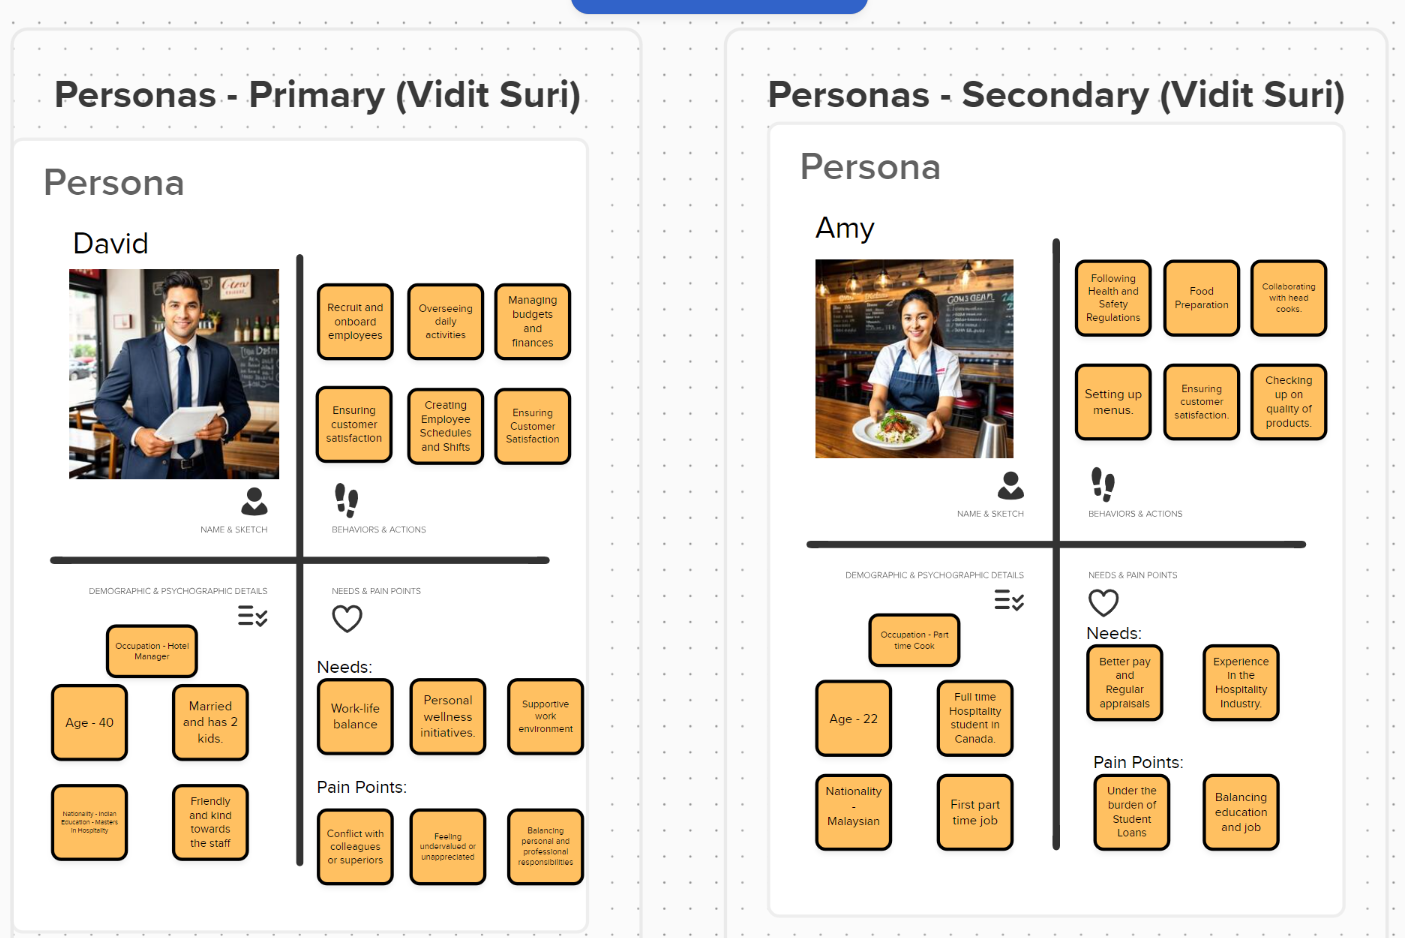 Personas - Primary (Vidit Suri)
Persona
David
Recruit and
onboard
employees
Overseeing
daily
activities
Managing
budgets
and
finances
Ensuring
customer
satisfaction
Creating
Employee
Schedules
and Shifts
Ensuring
Customer
Satisfaction
NAME & SKETCH
BEHAVIORS & ACTIONS
DEMOGRAPHIC & PSYCHOGRAPHIC DETAILS
NEEDS & PAIN POINTS
Occupation - Hotel
Manager
Age - 40
Married
and has 2
kids.
Nationality - Indian
Education - Masters
in Hospitality
Friendly
and kind
towards
the staff
Needs:
Work-life
balance
Personal
wellness
initiatives.
Supportive
work
environment
Pain Points:
Conflict with
colleagues
or superiors
Feeling
undervalued or
unappreciated
Balancing
personal and
professional
responsibilities
Personas - Secondary (Vidit Suri)
Persona
Amy
Following
Health and
Safety
Regulations
Food
Preparation
Collaborating
with head
cooks.
Setting up
menus.
Ensuring
customer
satisfaction.
Checking
up on
quality of
products.
NAME & SKETCH
BEHAVIORS & ACTIONS
DEMOGRAPHIC & PSYCHOGRAPHIC DETAILS
NEEDS & PAIN POINTS
Occupation - Part
time Cook
Age - 22
Full time
Hospitality
student in
Canada.
Nationality
-
Malaysian
First part
time job
Needs:
Better pay
and
Regular
appraisals
Experience
in the
Hospitality
Industry.
Pain Points:
Under the
burden of
Student
Loans
Balancing
education
and job